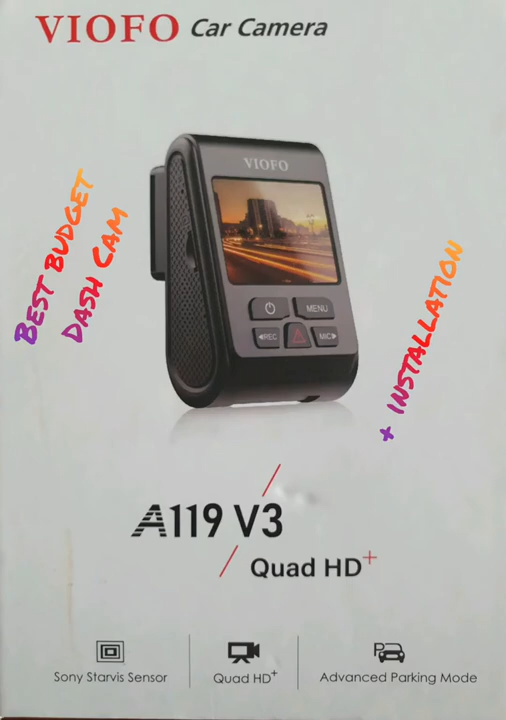 VIOFO Car Camera
VIOFO
MENU
◀REC
MIC▶
BEST BUDGET
DASH CAM
+ INSTALLATION
A119 V3
Quad HD+
P
Sony Starvis Sensor
Quad HD+
Advanced Parking Mode